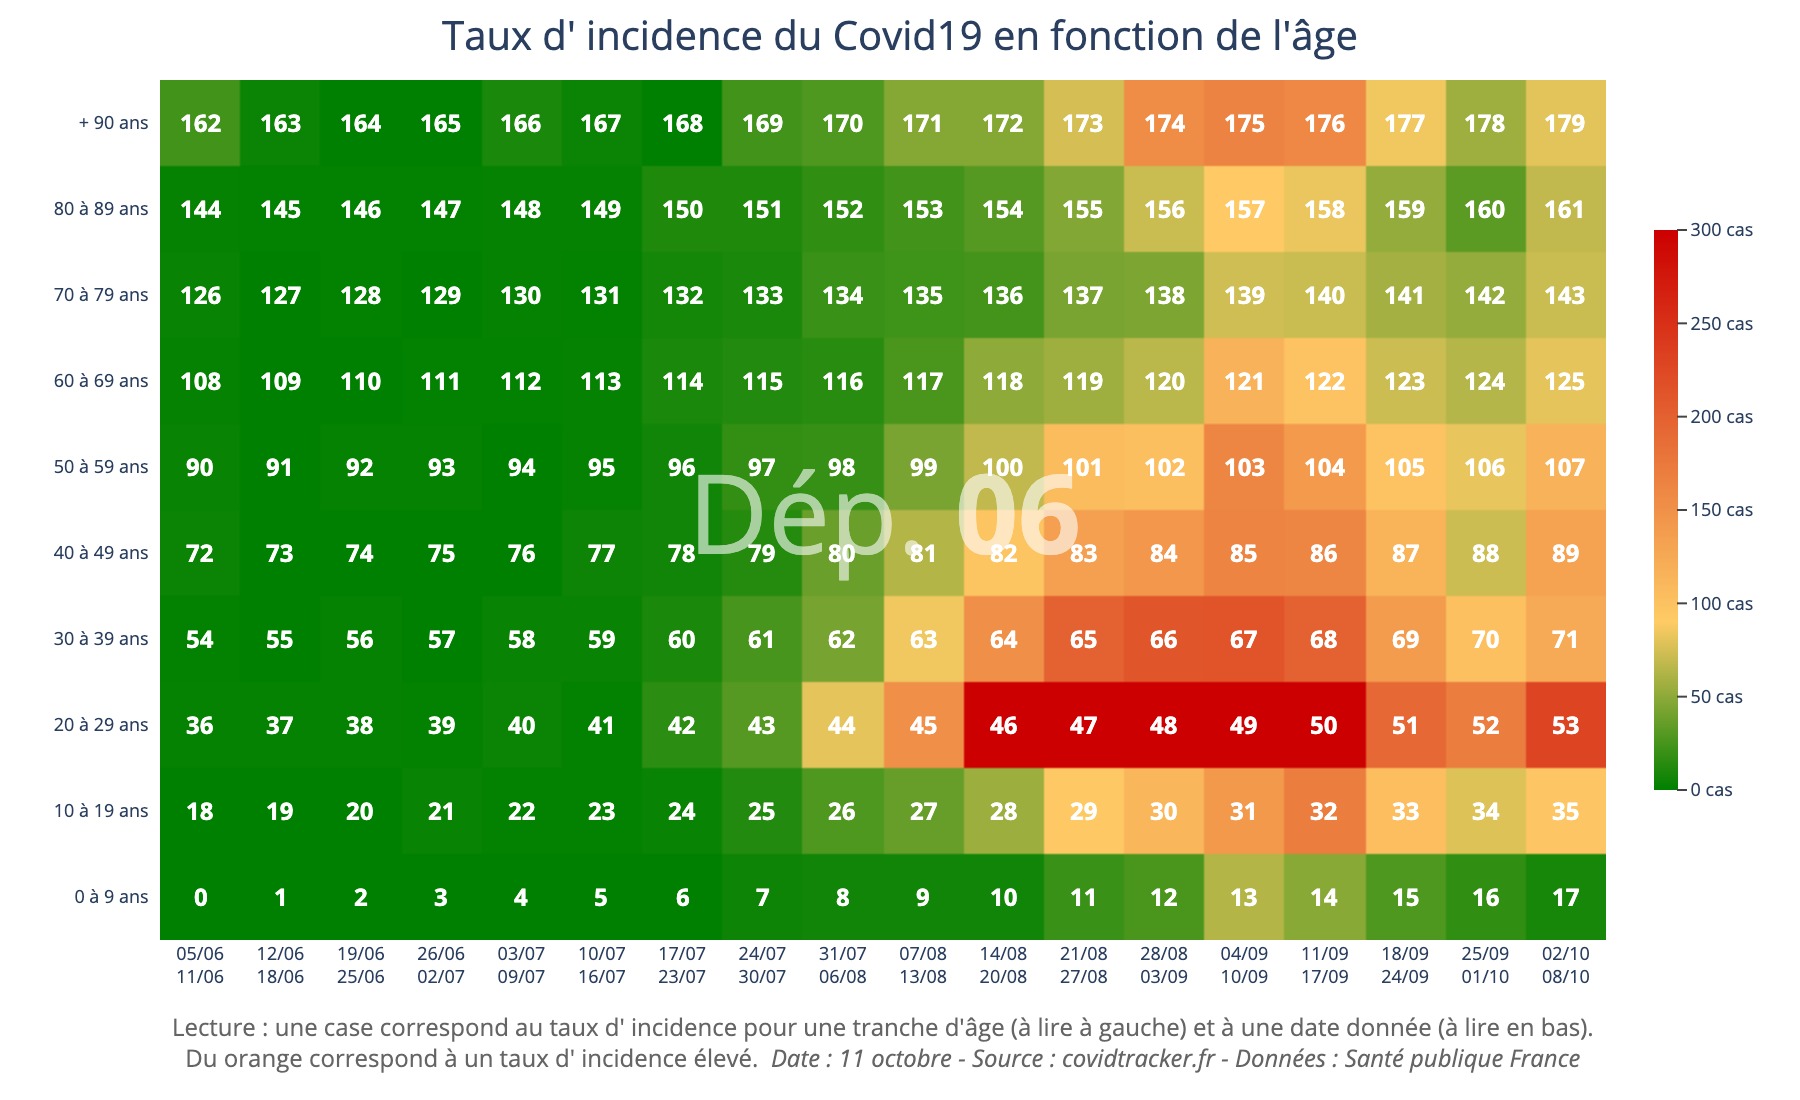 Taux d' incidence du Covid19 en fonction de l'âge
+ 90 ans 162 163 164 165 166 167 168 169 170 171 172 173 174 175 176 177 178 179
80 à 89 ans 144 145 146 147 148 149 150 151 152 153 154 155 156 157 158 159 160 161
70 à 79 ans 126 127 128 129 130 131 132 133 134 135 136 137 138 139 140 141 142 143
60 à 69 ans 108 109 110 111 112 113 114 115 116 117 118 119 120 121 122 123 124 125
50 à 59 ans 90 91 92 93 94 95 96 97 98 99 100 101 102 103 104 105 106 107
Dép. 06
40 à 49 ans 72 73 74 75 76 77 78 79 80 81 82 83 84 85 86 87 88 89
30 à 39 ans 54 55 56 57 58 59 60 61 62 63 64 65 66 67 68 69 70 71
20 à 29 ans 36 37 38 39 40 41 42 43 44 45 46 47 48 49 50 51 52 53
10 à 19 ans 18 19 20 21 22 23 24 25 26 27 28 29 30 31 32 33 34 35
0 à 9 ans 0 1 2 3 4 5 6 7 8 9 10 11 12 13 14 15 16 17
05/06 12/06 19/06 26/06 03/07 10/07 17/07 24/07 31/07 07/08 14/08 21/08 28/08 04/09 11/09 18/09 25/09 02/10
11/06 18/06 25/06 02/07 09/07 16/07 23/07 30/07 06/08 13/08 20/08 27/08 03/09 10/09 17/09 24/09 01/10 08/10
300 cas
250 cas
200 cas
150 cas
100 cas
50 cas
0 cas
Lecture : une case correspond au taux d' incidence pour une tranche d'âge (à lire à gauche) et à une date donnée (à lire en bas).
Du orange correspond à un taux d' incidence élevé. Date : 11 octobre - Source : covidtracker.fr - Données : Santé publique France